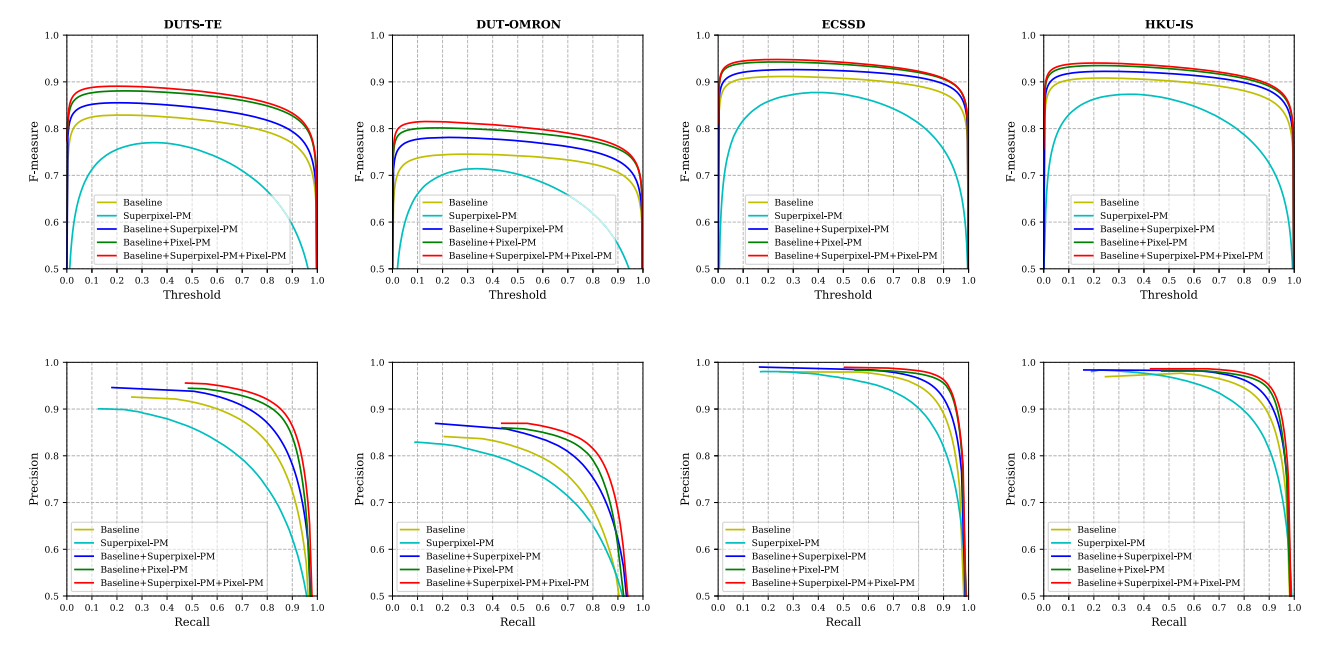 DUTS-TE
1.0
0.9
0.8
0.7
0.6
0.5
F-measure
0.0 0.1 0.2 0.3 0.4 0.5 0.6 0.7 0.8 0.9 1.0
Threshold
Baseline
Superpixel-PM
Baseline+Superpixel-PM
Baseline+Pixel-PM
Baseline+Superpixel-PM+Pixel-PM
DUT-OMRON
1.0
0.9
0.8
0.7
0.6
0.5
F-measure
0.0 0.1 0.2 0.3 0.4 0.5 0.6 0.7 0.8 0.9 1.0
Threshold
Baseline
Superpixel-PM
Baseline+Superpixel-PM
Baseline+Pixel-PM
Baseline+Superpixel-PM+Pixel-PM
ECSSD
1.0
0.9
0.8
0.7
0.6
0.5
F-measure
0.0 0.1 0.2 0.3 0.4 0.5 0.6 0.7 0.8 0.9 1.0
Threshold
Baseline
Superpixel-PM
Baseline+Superpixel-PM
Baseline+Pixel-PM
Baseline+Superpixel-PM+Pixel-PM
HKU-IS
1.0
0.9
0.8
0.7
0.6
0.5
F-measure
0.0 0.1 0.2 0.3 0.4 0.5 0.6 0.7 0.8 0.9 1.0
Threshold
Baseline
Superpixel-PM
Baseline+Superpixel-PM
Baseline+Pixel-PM
Baseline+Superpixel-PM+Pixel-PM
1.0
0.9
0.8
0.7
0.6
0.5
Precision
0.0 0.1 0.2 0.3 0.4 0.5 0.6 0.7 0.8 0.9 1.0
Recall
Baseline
Superpixel-PM
Baseline+Superpixel-PM
Baseline+Pixel-PM
Baseline+Superpixel-PM+Pixel-PM
1.0
0.9
0.8
0.7
0.6
0.5
Precision
0.0 0.1 0.2 0.3 0.4 0.5 0.6 0.7 0.8 0.9 1.0
Recall
Baseline
Superpixel-PM
Baseline+Superpixel-PM
Baseline+Pixel-PM
Baseline+Superpixel-PM+Pixel-PM
1.0
0.9
0.8
0.7
0.6
0.5
Precision
0.0 0.1 0.2 0.3 0.4 0.5 0.6 0.7 0.8 0.9 1.0
Recall
Baseline
Superpixel-PM
Baseline+Superpixel-PM
Baseline+Pixel-PM
Baseline+Superpixel-PM+Pixel-PM
1.0
0.9
0.8
0.7
0.6
0.5
Precision
0.0 0.1 0.2 0.3 0.4 0.5 0.6 0.7 0.8 0.9 1.0
Recall
Baseline
Superpixel-PM
Baseline+Superpixel-PM
Baseline+Pixel-PM
Baseline+Superpixel-PM+Pixel-PM